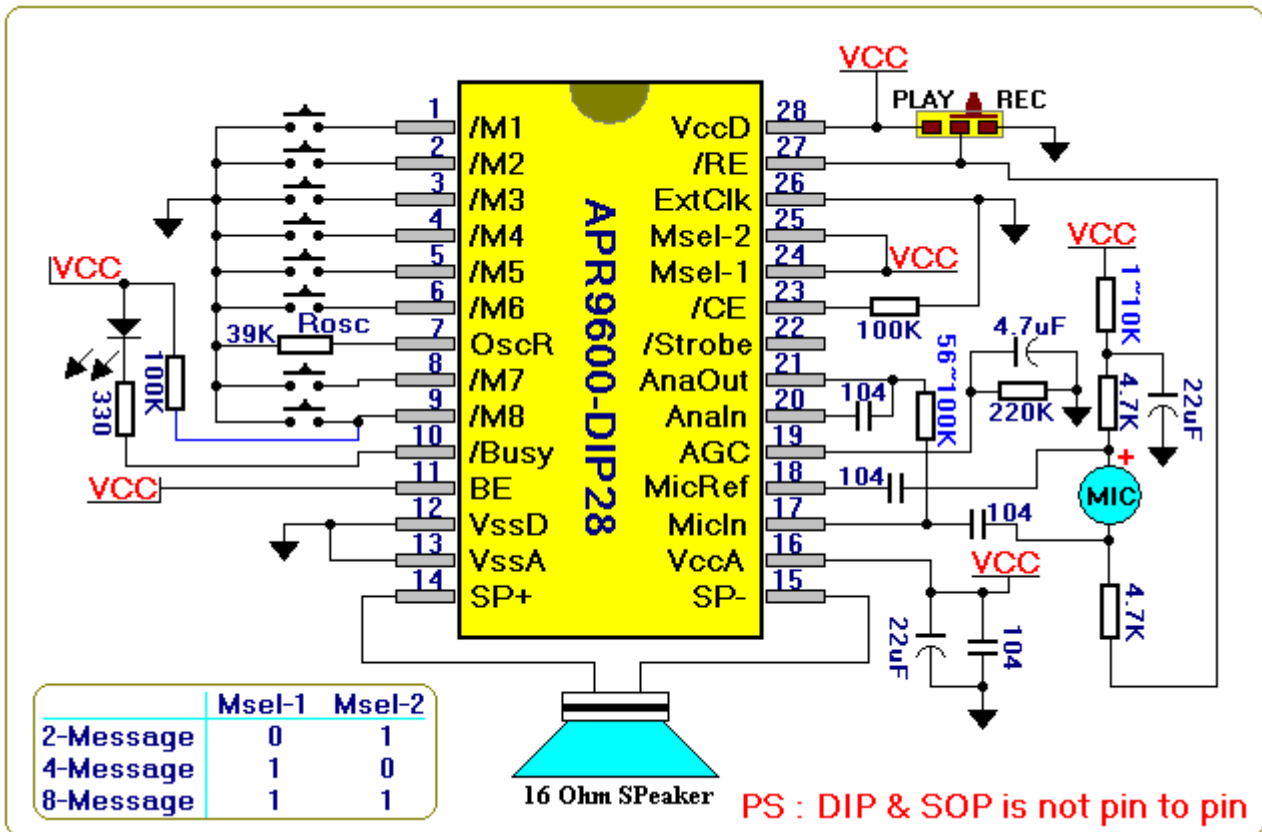 VCC
PLAY REC
1 /M1
2 /M2
3 /M3
4 /M4
5 /M5
6 /M6
7 OscR
8 /M7
9 /M8
10 /Busy
11 BE
12 VssD
13 VssA
14 SP+
APR9600-DIP28
VccD 28
/RE 27
ExtClk 26
Msel-2 25
Msel-1 24
/CE 23
/Strobe 22
AnaOut 21
AnaIn 20
AGC 19
MicRef 18
MicIn 17
VccA 16
SP- 15
VCC
39K Rosc
100K
330
VCC
VCC
VCC
100K
4.7uF
220K
1~10K
4.7K
22uF
56~100K
104
104
104
MIC
+
4.7K
VCC
22uF
104
16 Ohm SPeaker
Msel-1 Msel-2
2-Message 0 1
4-Message 1 0
8-Message 1 1
PS : DIP & SOP is not pin to pin